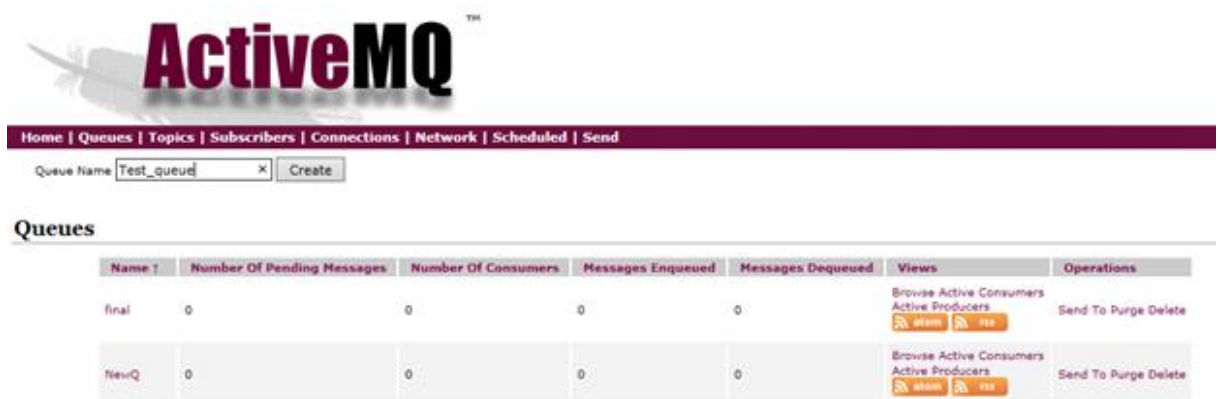 ActiveMQ™
Home | Queues | Topics | Subscribers | Connections | Network | Scheduled | Send
Queue Name Test_queue × Create
Queues
Name ↑ Number Of Pending Messages Number Of Consumers Messages Enqueued Messages Dequeued Views Operations
Browse Active Consumers
final 0 0 0 0 Active Producers Send To Purge Delete
atom rss
Browse Active Consumers
NewQ 0 0 0 0 Active Producers Send To Purge Delete
atom rss